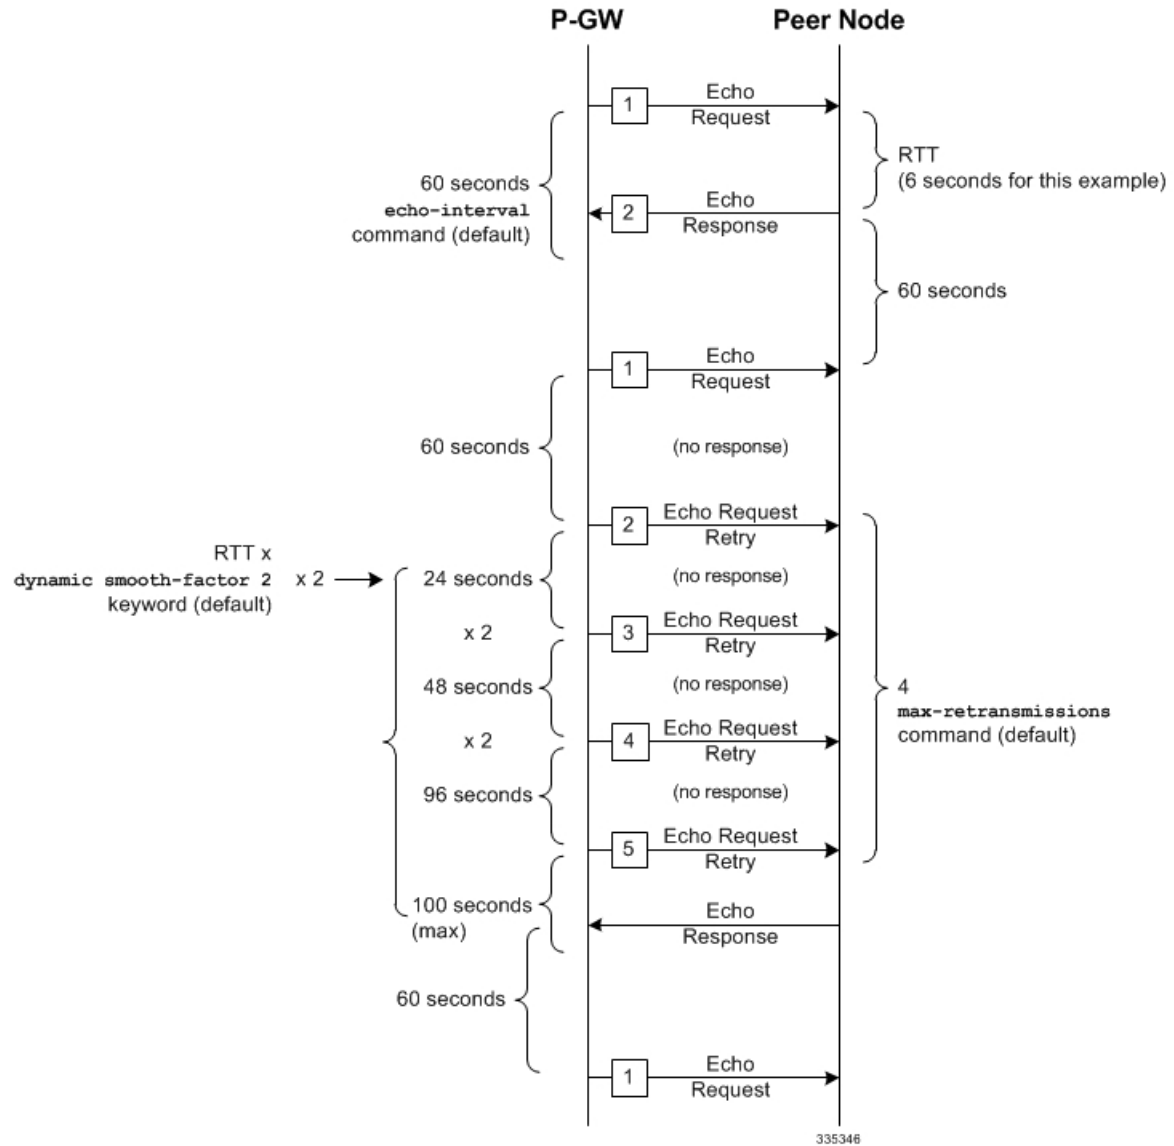 P-GW
Peer Node
1
Echo
Request
RTT
(6 seconds for this example)
60 seconds
echo-interval
command (default)
2
Echo
Response
60 seconds
1
Echo
Request
60 seconds
(no response)
2
Echo Request
Retry
RTT x
dynamic smooth-factor 2
keyword (default)
x 2
24 seconds
(no response)
x 2
3
Echo Request
Retry
48 seconds
(no response)
4
max-retransmissions
command (default)
x 2
4
Echo Request
Retry
96 seconds
(no response)
5
Echo Request
Retry
100 seconds
(max)
Echo
Response
60 seconds
1
Echo
Request
335346